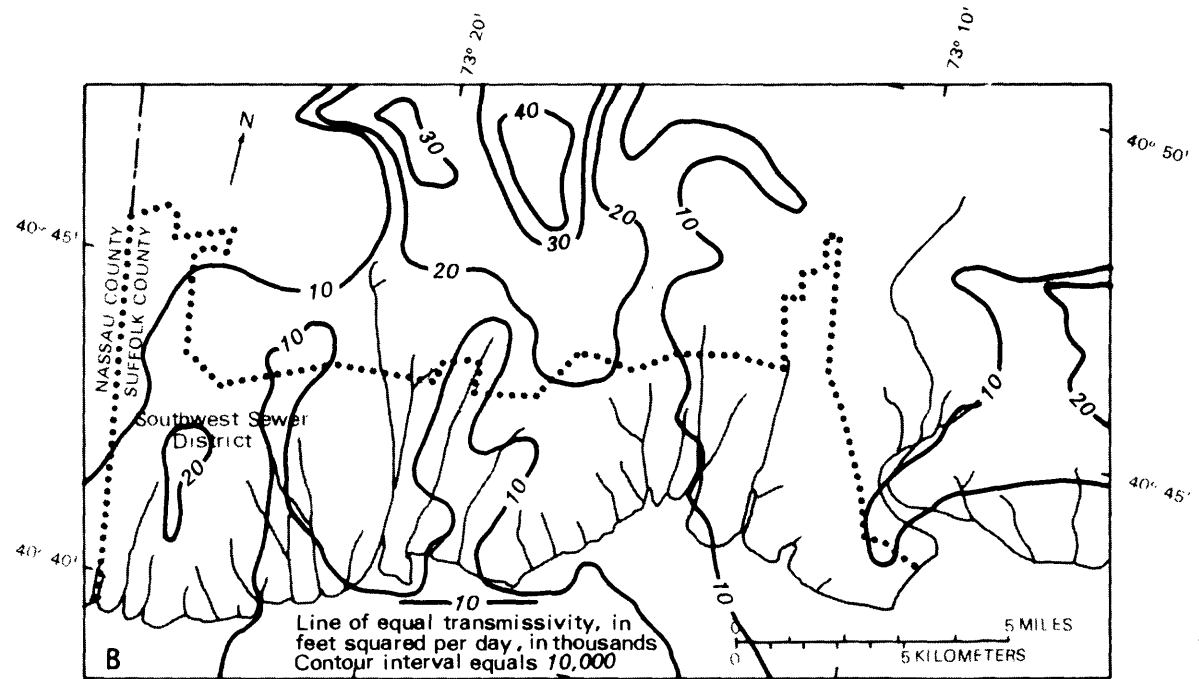 73° 20'
73° 10'
N
40
30
40° 50'
20
10
30
40° 45'
20
10
10
NASSAU COUNTY
SUFFOLK COUNTY
10
20
Southwest Sewer
District
20
10
40° 45'
40° 40'
10
10
Line of equal transmissivity, in
feet squared per day, in thousands
Contour interval equals 10,000
0 5 MILES
0 5 KILOMETERS
B